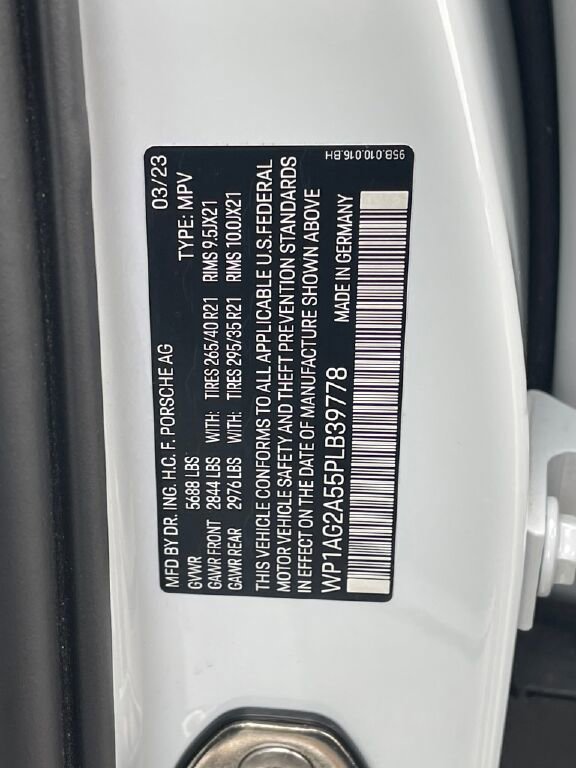 MFD BY DR. ING. H.C. F. PORSCHE AG 03/23
GVWR 5688 LBS TYPE: MPV
GAWR FRONT 2844 LBS WITH: TIRES 265/40 R21 RIMS 9.5JX21
GAWR REAR 2976 LBS WITH: TIRES 295/35 R21 RIMS 10.0JX21
THIS VEHICLE CONFORMS TO ALL APPLICABLE U.S. FEDERAL
MOTOR VEHICLE SAFETY AND THEFT PREVENTION STANDARDS
IN EFFECT ON THE DATE OF MANUFACTURE SHOWN ABOVE
WP1AG2A55PLB39778 MADE IN GERMANY
95B.010.016.BH